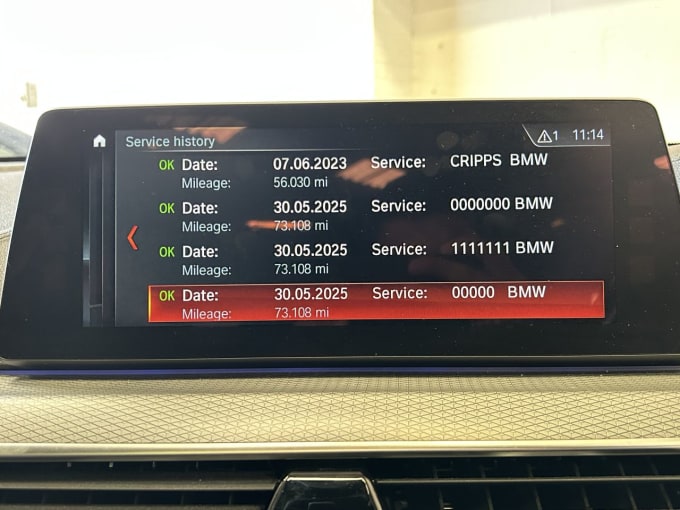 Service history 1 11:14
OK Date: 07.06.2023 Service: CRIPPS BMW
Mileage: 56.030 mi
OK Date: 30.05.2025 Service: 0000000 BMW
Mileage: 73.108 mi
OK Date: 30.05.2025 Service: 1111111 BMW
Mileage: 73.108 mi
OK Date: 30.05.2025 Service: 00000 BMW
Mileage: 73.108 mi